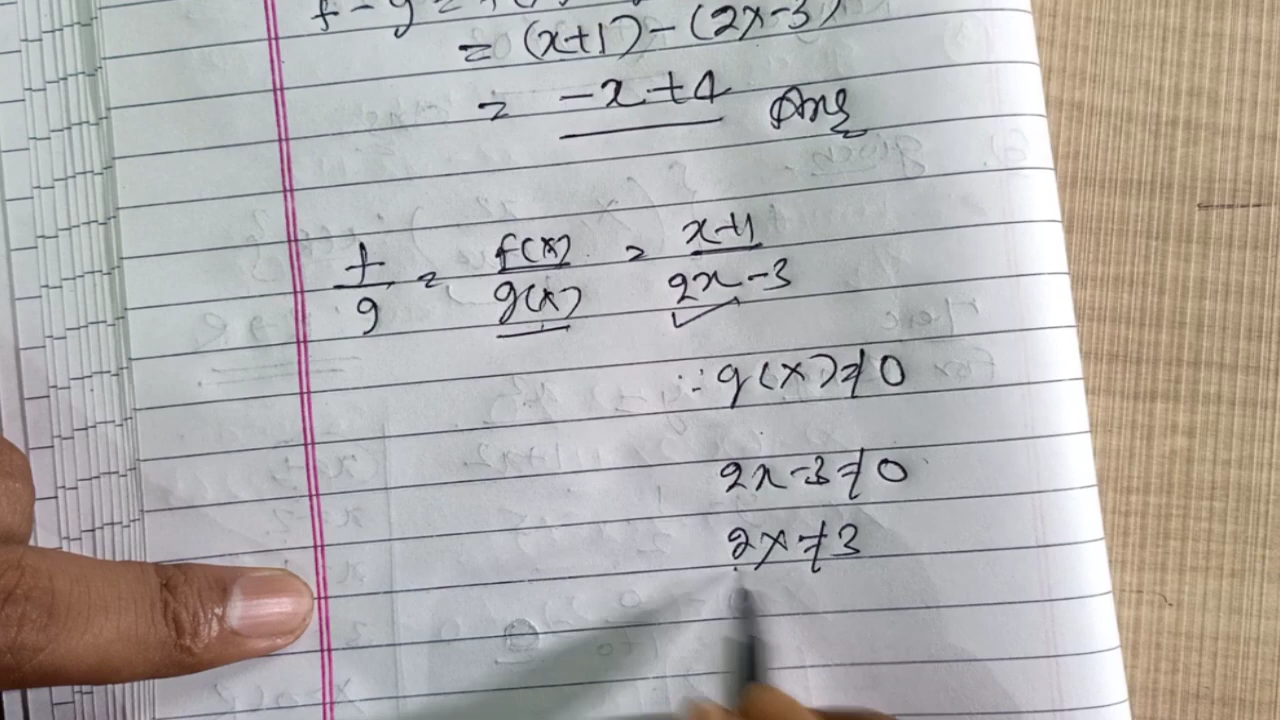 f - g =
= (x+1) - (2x-3)
= -x+4 Ans
f/g = f(x)/g(x) = x+1/2x-3
∵ g(x) ≠ 0
2x-3 ≠ 0
2x ≠ 3